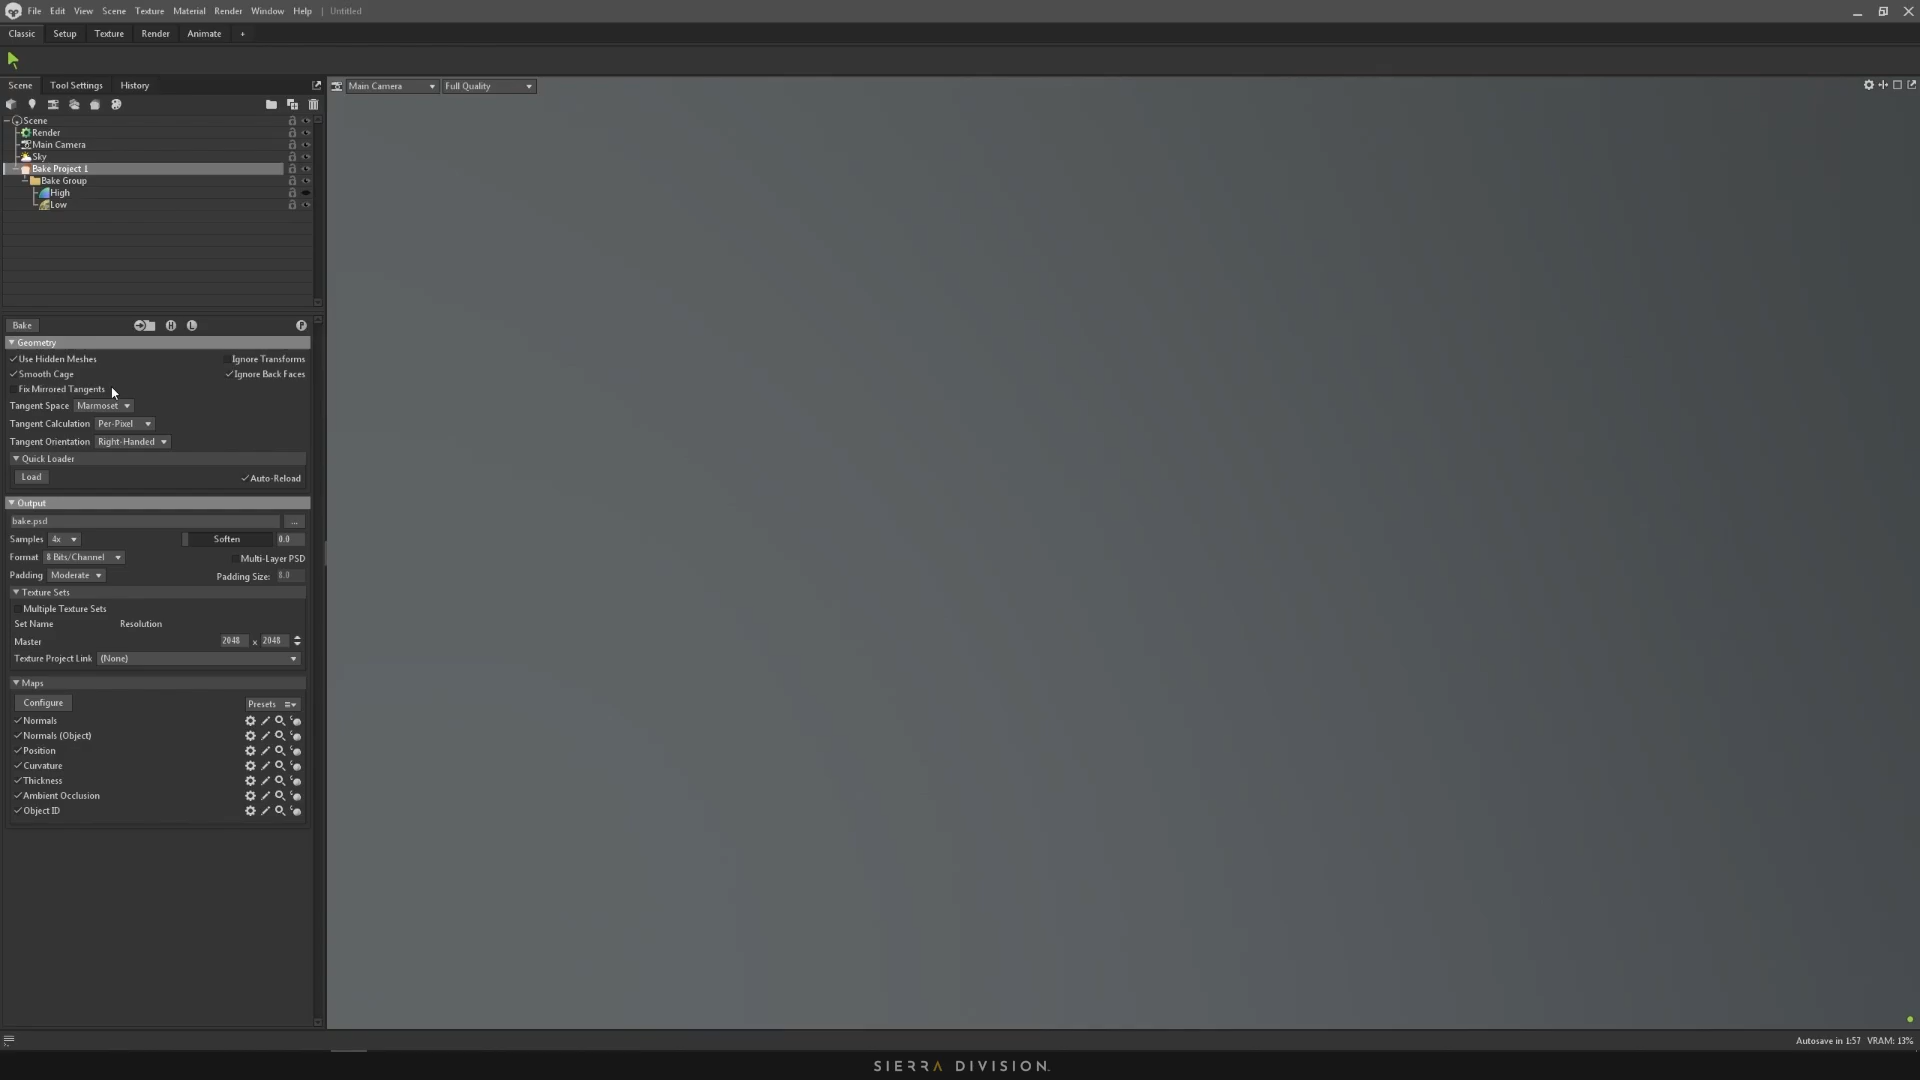 File Edit View Scene Texture Material Render Window Help | Untitled
Classic Setup Texture Render Animate +
Scene Tool Settings History
Main Camera Full Quality
Scene
Render
Main Camera
Sky
Bake Project 1
Bake Group
High
Low
Bake H L P
Geometry
Use Hidden Meshes Ignore Transforms
Smooth Cage Ignore Back Faces
Fix Mirrored Tangents
Tangent Space Marmoset
Tangent Calculation Per-Pixel
Tangent Orientation Right-Handed
Quick Loader
Load Auto-Reload
Output
bake.psd ...
Samples 4x Soften 0.0
Format 8 Bits/Channel Multi-Layer PSD
Padding Moderate Padding Size: 8.0
Texture Sets
Multiple Texture Sets
Set Name Resolution
Master 2048 x 2048
Texture Project Link (None)
Maps
Configure Presets
Normals
Normals (Object)
Position
Curvature
Thickness
Ambient Occlusion
Object ID
Autosave in 1:57 VRAM: 13%
SIERRA DIVISION